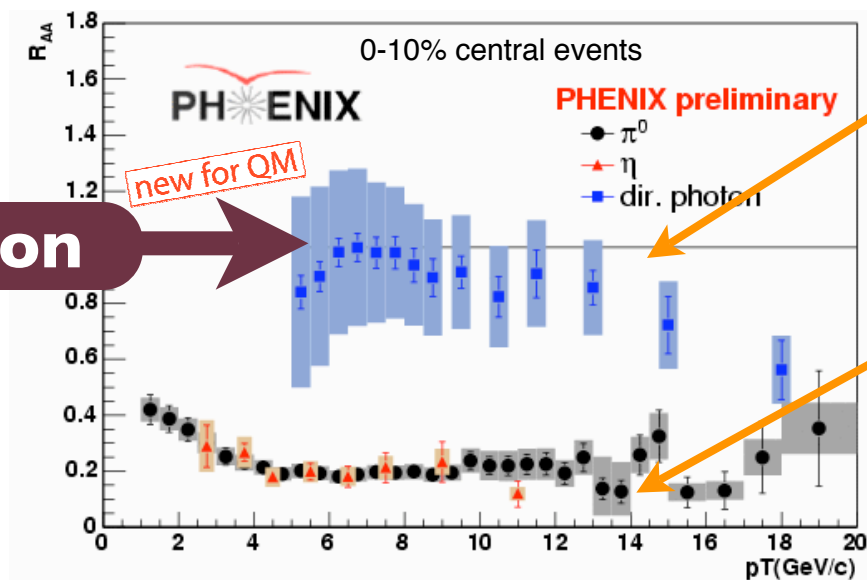 R_AA
1.8
1.6
1.4
1.2
0.8
0.6
0.4
0.2
0
0-10% central events
PHENIX
PHENIX preliminary
π⁰
η
dir. photon
new for QM
on
0 2 4 6 8 10 12 14 16 18 20
pT(GeV/c)